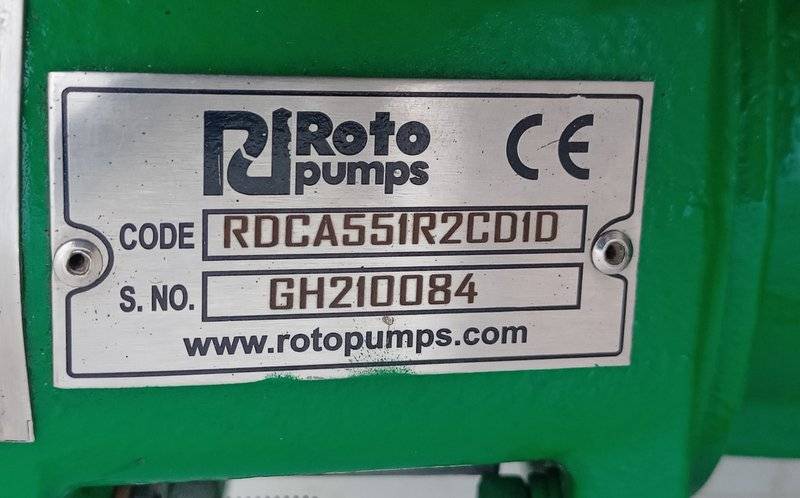 Roto
pumps
CE
CODE RDCA551R2CD1D
S. NO. GH210084
www.rotopumps.com